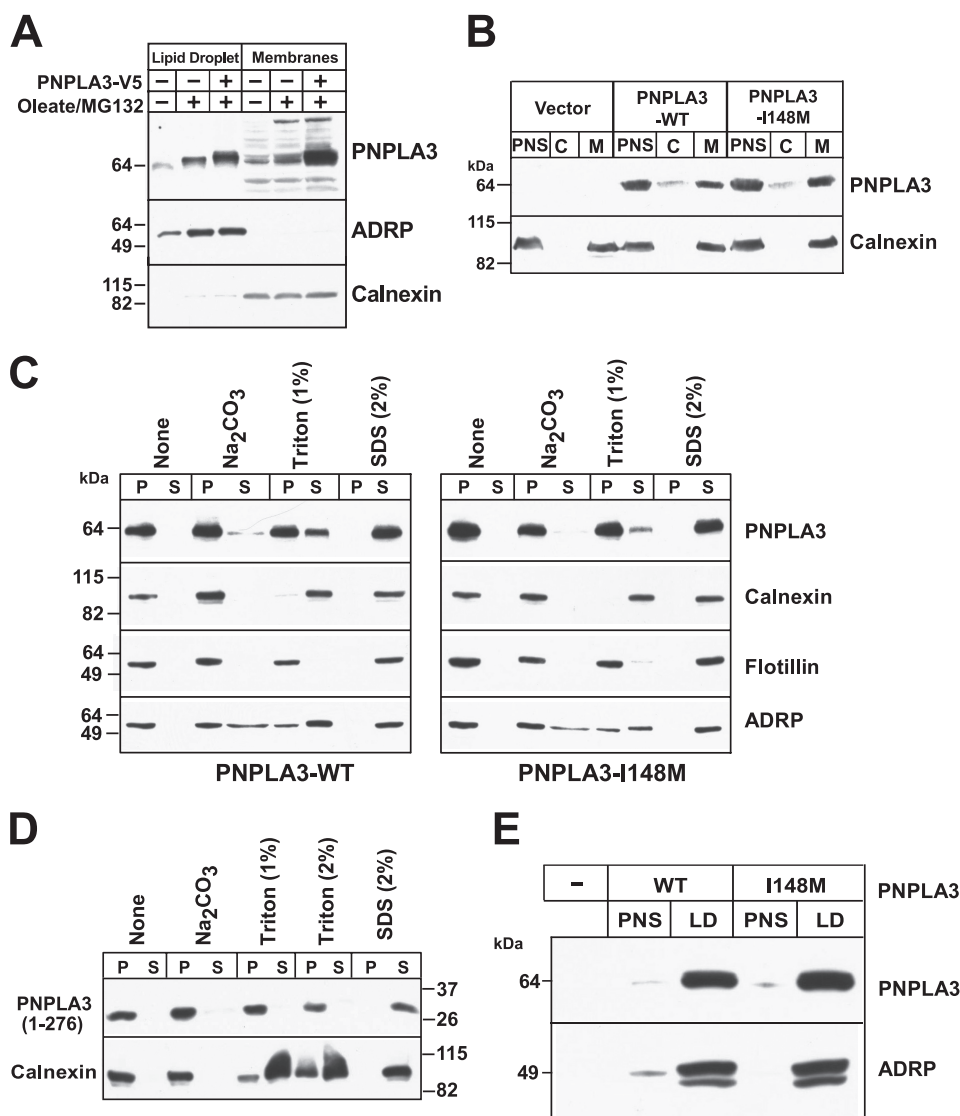 A
Lipid Droplet Membranes
PNPLA3-V5 – – + – – +
Oleate/MG132 – + + – + +
64 PNPLA3
64 ADRP
49
115 Calnexin
82
B
Vector PNPLA3 -WT PNPLA3 -I148M
PNS C M PNS C M PNS C M
kDa
64 PNPLA3
115 Calnexin
82
C
None Na2CO3 Triton (1%) SDS (2%) None Na2CO3 Triton (1%) SDS (2%)
kDa
P S P S P S P S P S P S P S P S
64 PNPLA3
115 Calnexin
82
64 Flotillin
49
64 ADRP
49
PNPLA3-WT PNPLA3-I148M
D
None Na2CO3 Triton (1%) Triton (2%) SDS (2%)
P S P S P S P S P S
PNPLA3 (1-276) 37
26
Calnexin 115
82
E
– WT I148M PNPLA3
PNS LD PNS LD
kDa
64 PNPLA3
49 ADRP